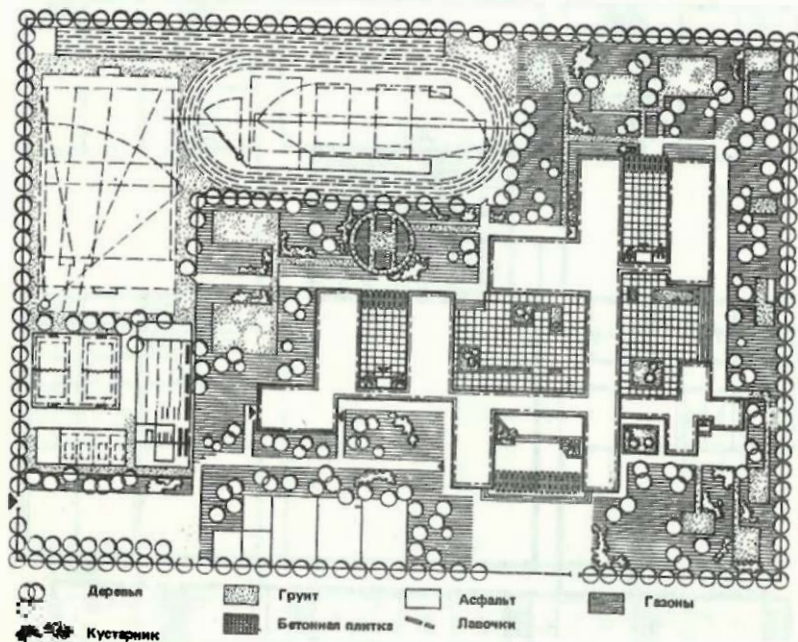 Деревья
Грунт
Асфальт
Газоны
Кустарник
Бетонная плитка
Лавочки